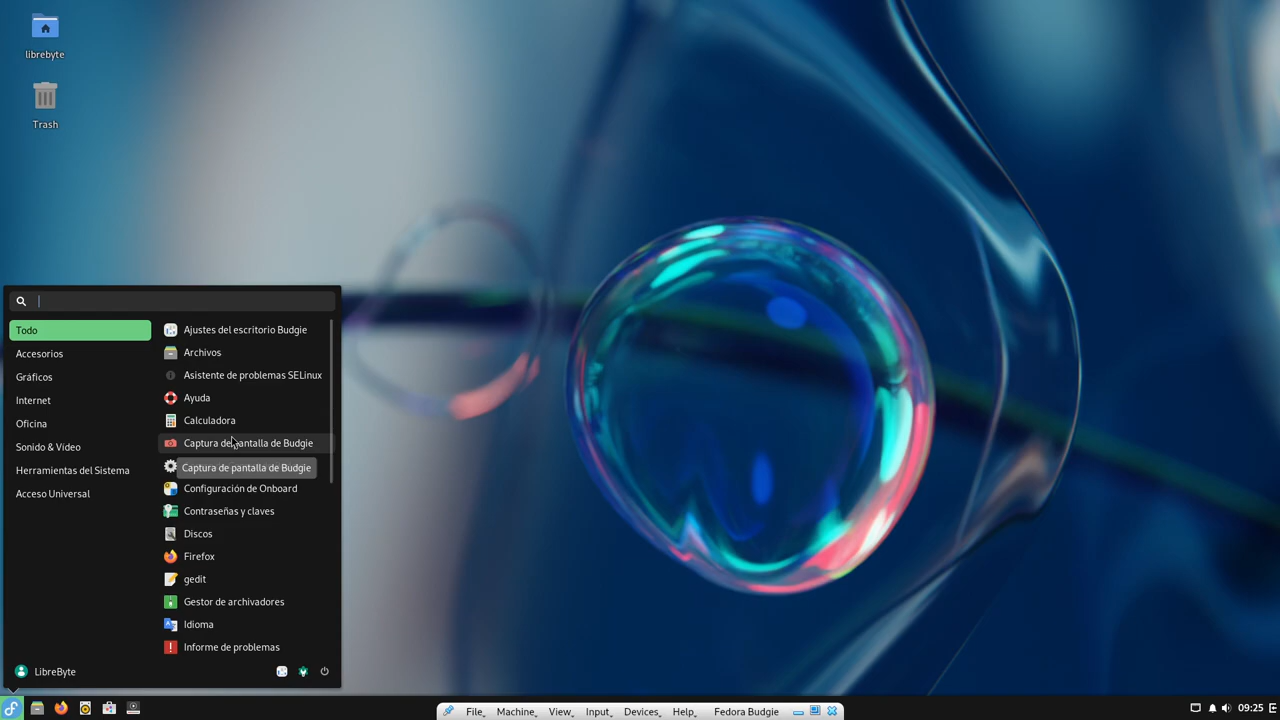 librebyte
Trash
Todo
Accesorios
Gráficos
Internet
Oficina
Sonido & Vídeo
Herramientas del Sistema
Acceso Universal
Ajustes del escritorio Budgie
Archivos
Asistente de problemas SELinux
Ayuda
Calculadora
Captura de pantalla de Budgie
Captura de pantalla de Budgie
Configuración de Onboard
Contraseñas y claves
Discos
Firefox
gedit
Gestor de archivadores
Idioma
Informe de problemas
LibreByte
File Machine View Input Devices Help Fedora Budgie
09:25